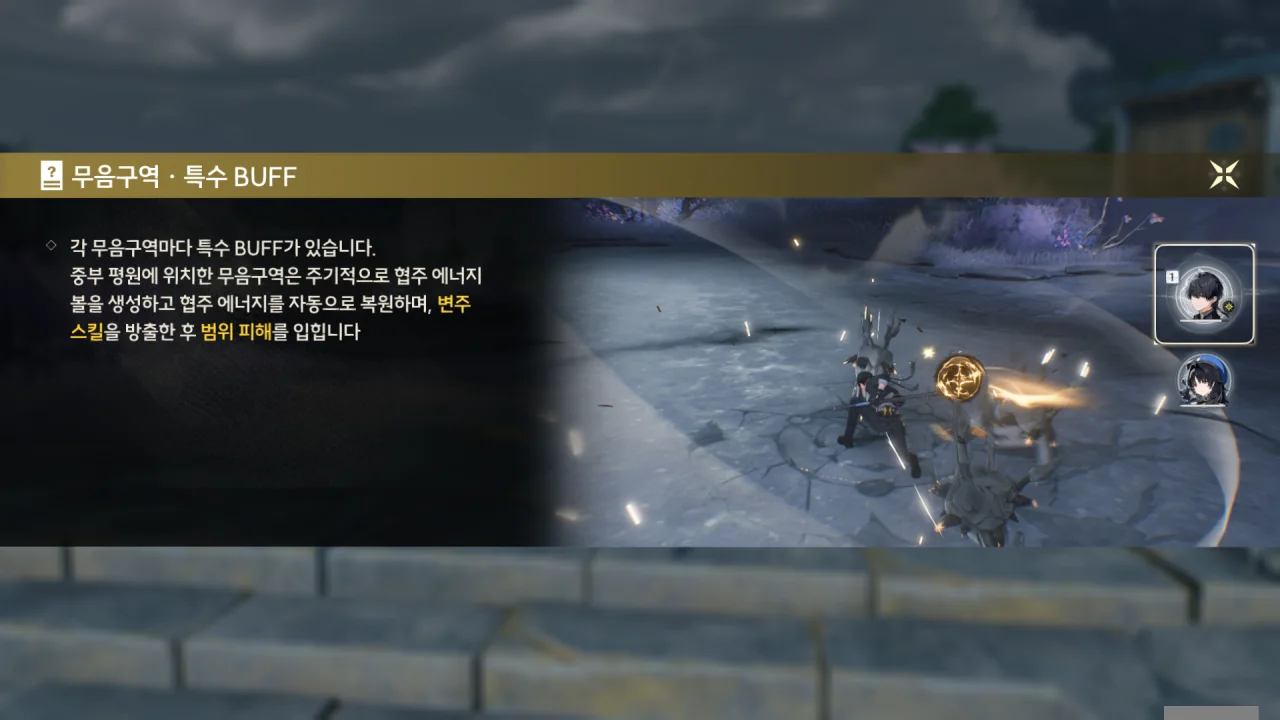 무음구역 · 특수 BUFF
각 무음구역마다 특수 BUFF가 있습니다.
중부 평원에 위치한 무음구역은 주기적으로 협주 에너지
볼을 생성하고 협주 에너지를 자동으로 복원하며, 변주
스킬을 방출한 후 범위 피해를 입힙니다
1